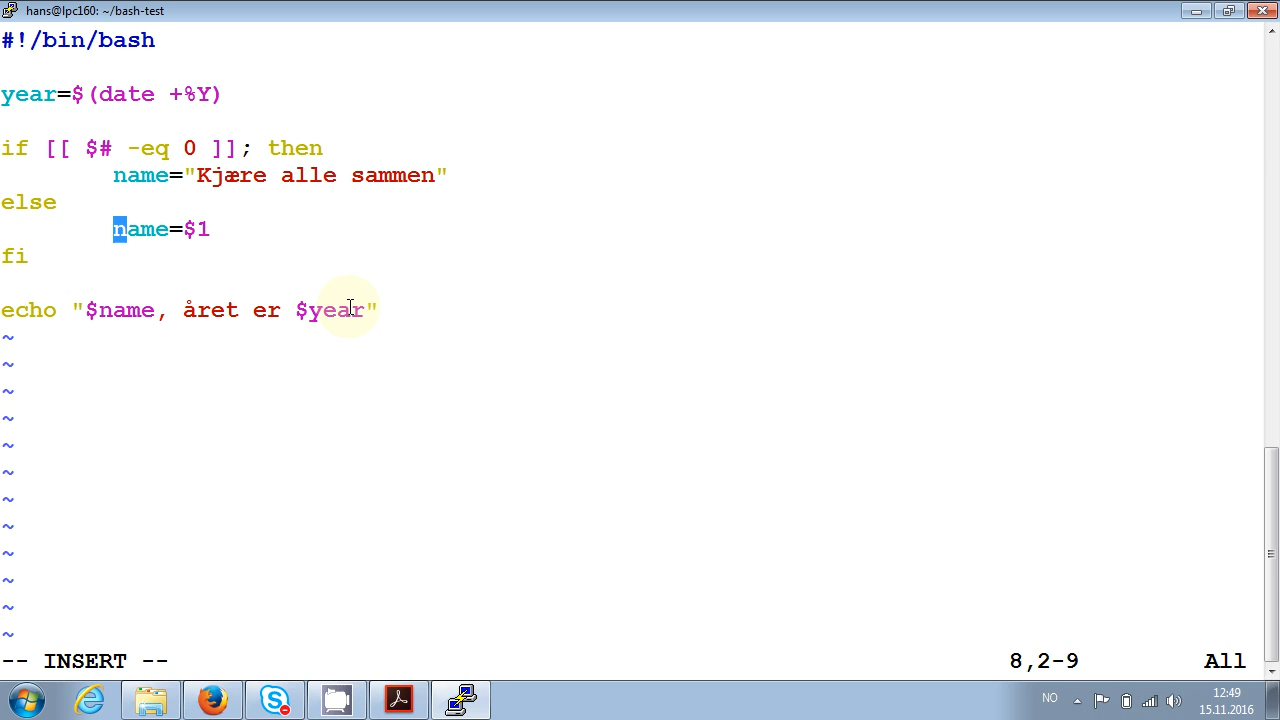 hans@lpc160: ~/bash-test
#!/bin/bash
year=$(date +%Y)
if [[ $# -eq 0 ]]; then
name="Kjære alle sammen"
else
name=$1
fi
echo "$name, året er $year"
~
~
~
~
~
~
~
~
~
~
~
~
-- INSERT --
8,2-9
All
NO
12:49
15.11.2016